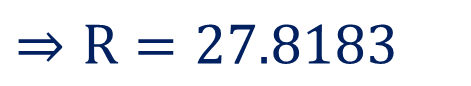 ⇒ R = 27.8183